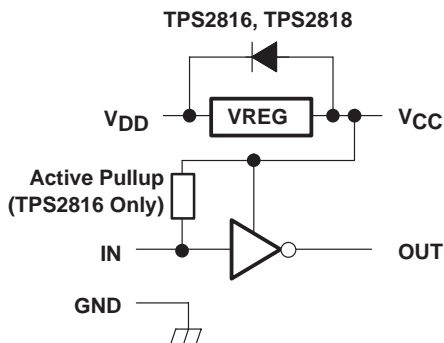 TPS2816, TPS2818
VDD
VREG
VCC
Active Pullup
(TPS2816 Only)
IN
OUT
GND